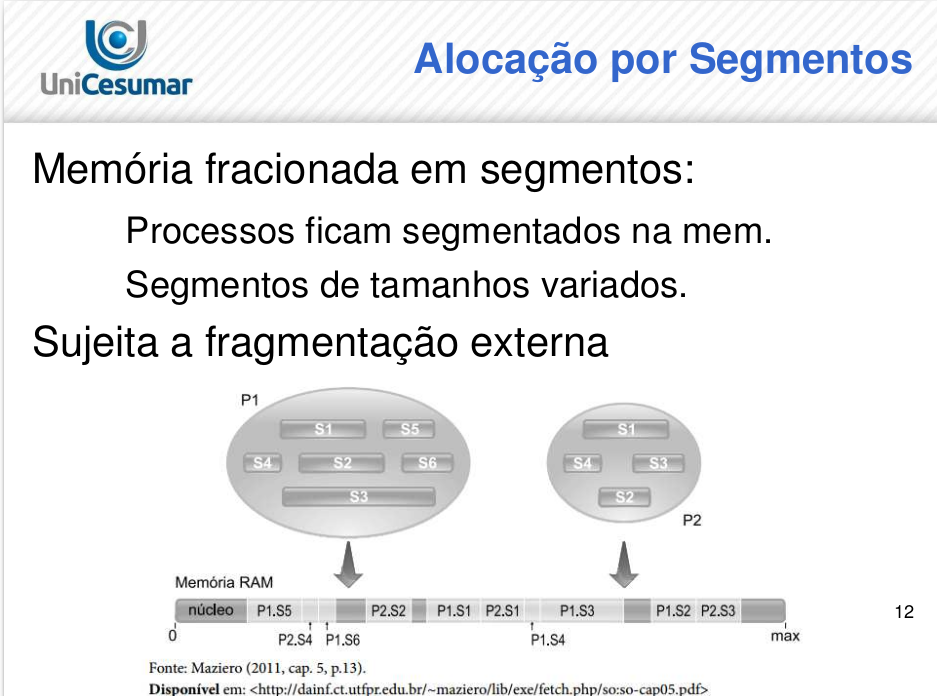 UniCesumar
Alocação por Segmentos
Memória fracionada em segmentos:
Processos ficam segmentados na mem.
Segmentos de tamanhos variados.
Sujeita a fragmentação externa
P1
S1 S5
S4 S2 S6
S3
S1
S4 S3
S2
P2
Memória RAM
núcleo P1.S5 P2.S2 P1.S1 P2.S1 P1.S3 P1.S2 P2.S3
0 P2.S4 P1.S6 P1.S4 max
12
Fonte: Maziero (2011, cap. 5, p.13).
Disponível em: <http://dainf.ct.utfpr.edu.br/~maziero/lib/exe/fetch.php/so:so-cap05.pdf>